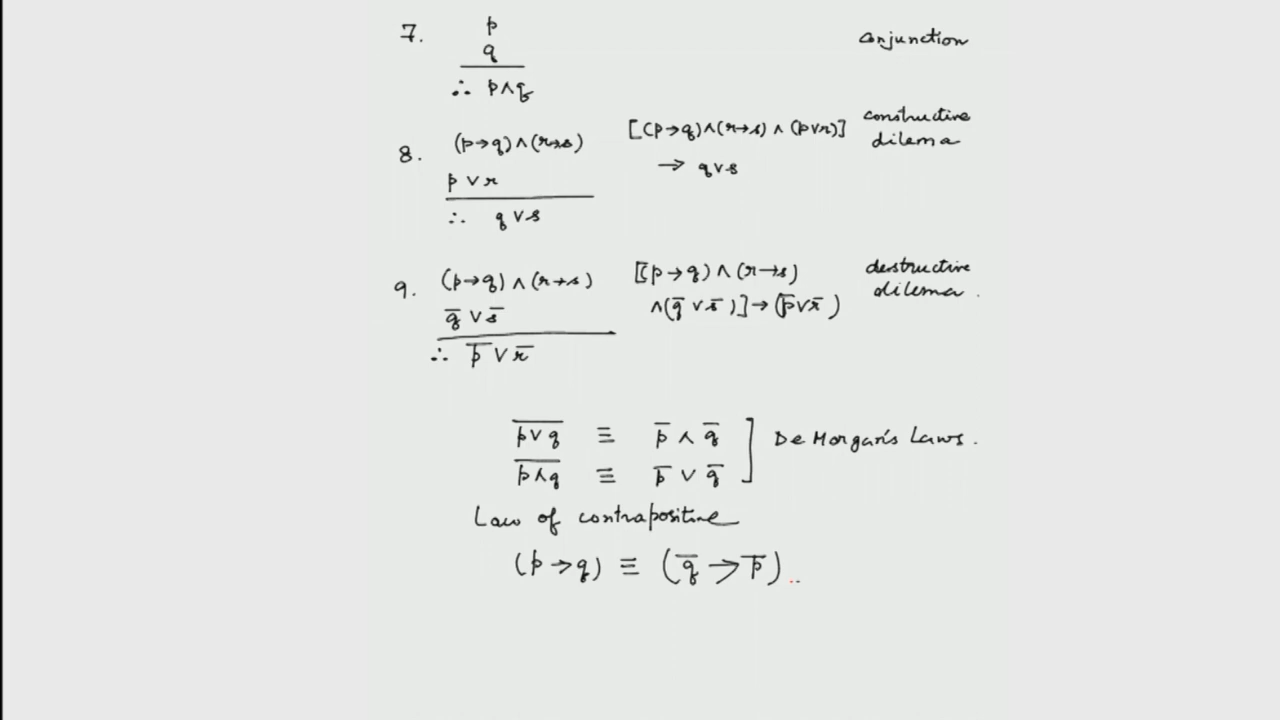 7. p conjunction
q
∴ p∧q
8. (p→q)∧(r→s) [(p→q)∧(r→s)∧(p∨r)] constructive
p∨r → q∨s dilema
∴ q∨s
9. (p→q)∧(r→s) [(p→q)∧(r→s) destructive
q̅∨s̅ ∧(q̅∨s̅)]→(p̅∨r̅) dilema.
∴ p̅∨r̅
p∨q̅ ≡ p̅∧q̅ ] De Morgan's Laws.
p∧q̅ ≡ p̅∨q̅
Law of contrapositive
(p→q) ≡ (q̅→p̅)..